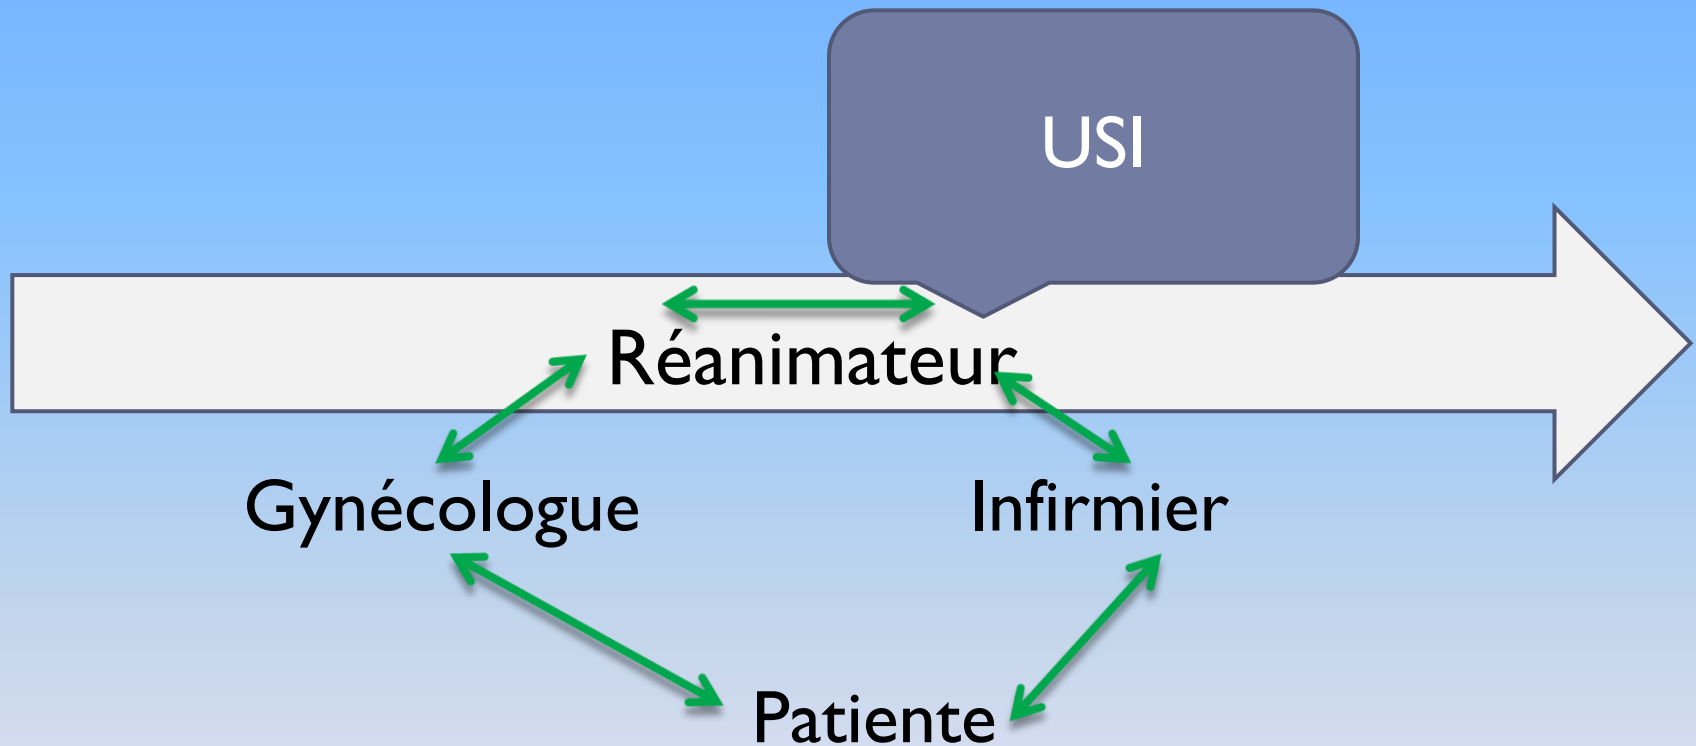 USI
Réanimateur
Gynécologue
Infirmier
Patiente